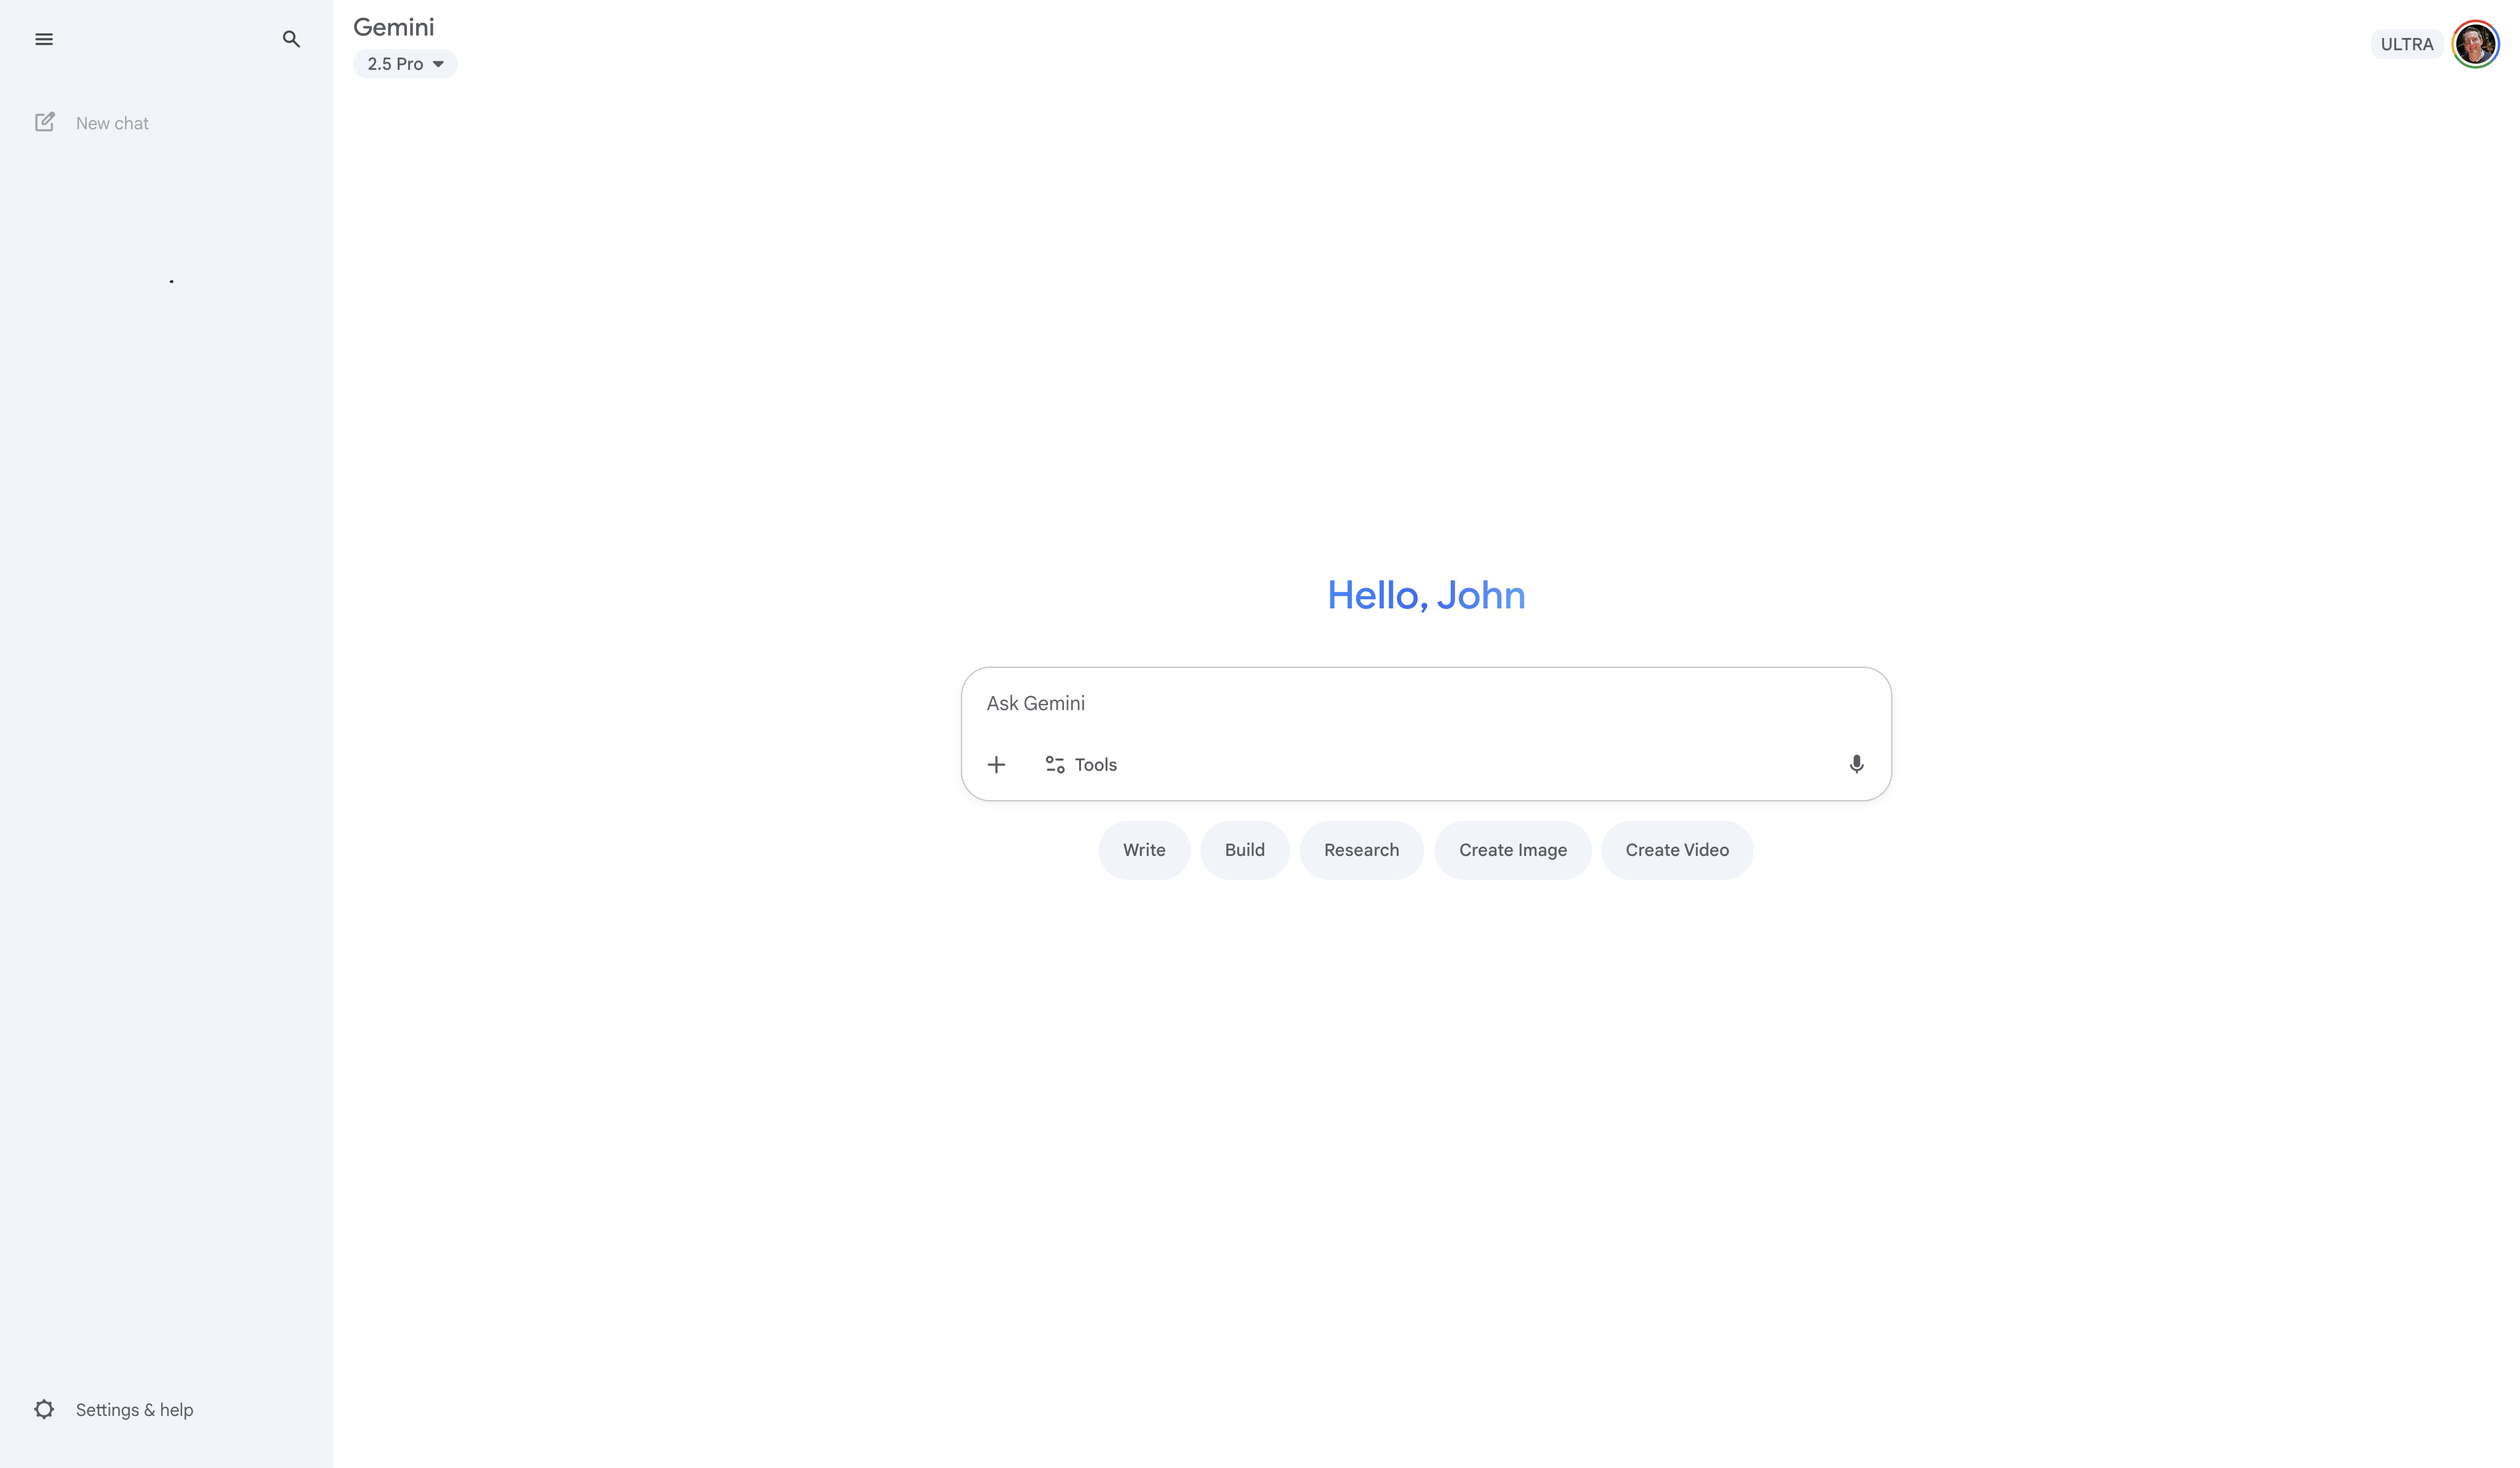 Gemini
2.5 Pro
ULTRA
New chat
Hello, John
Ask Gemini
Tools
Write
Build
Research
Create Image
Create Video
Settings & help